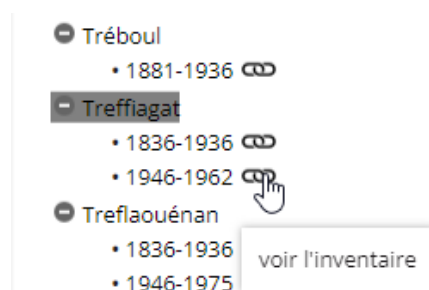 Tréboul
• 1881-1936
Treffiagat
• 1836-1936
• 1946-1962
Treflaouénan
• 1836-1936
voir l'inventaire
• 1946-1975